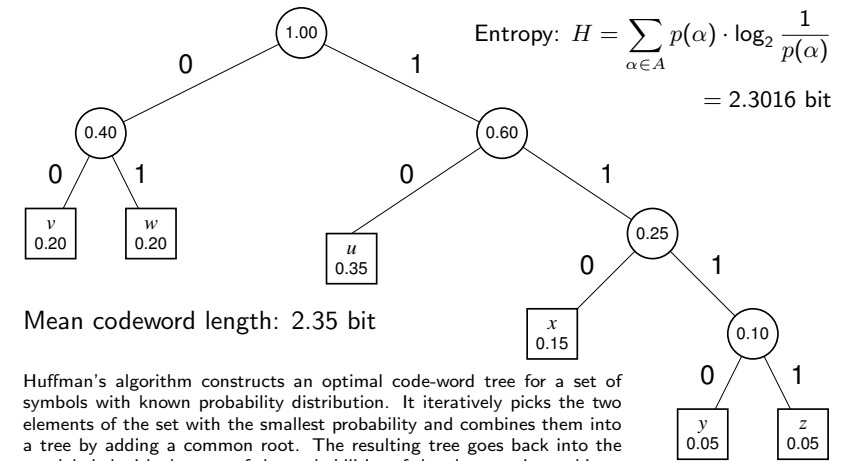 1.00
Entropy: H = ∑ α∈A p(α) · log₂ 1/p(α)
= 2.3016 bit
0 1
0.40 0.60
0 1 0 1
v 0.20 w 0.20
u 0.35
0.25
0 1
Mean codeword length: 2.35 bit
x 0.15
0.10
0 1
y 0.05 z 0.05
Huffman's algorithm constructs an optimal code-word tree for a set of
symbols with known probability distribution. It iteratively picks the two
elements of the set with the smallest probability and combines them into
a tree by adding a common root. The resulting tree goes back into the